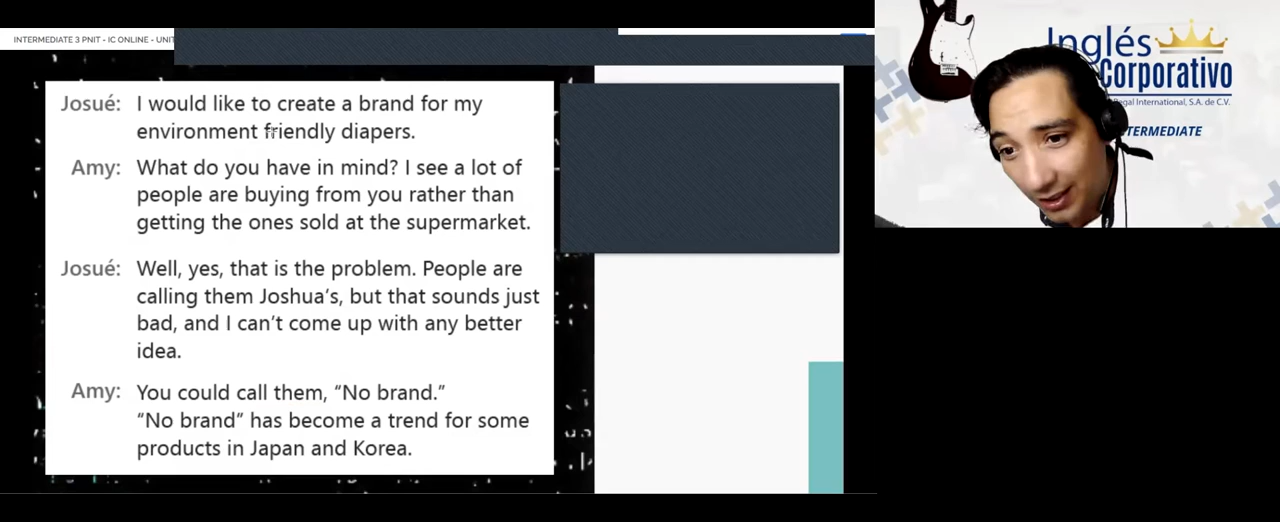 INTERMEDIATE 3 PNIT - IC ONLINE - UNIT
Josué: I would like to create a brand for my
environment friendly diapers.
Amy: What do you have in mind? I see a lot of
people are buying from you rather than
getting the ones sold at the supermarket.
Josué: Well, yes, that is the problem. People are
calling them Joshua’s, but that sounds just
bad, and I can’t come up with any better
idea.
Amy: You could call them, “No brand.”
“No brand” has become a trend for some
products in Japan and Korea.
Inglés
Corporativo
Regal International, S.A. de C.V.
TERMEDIATE